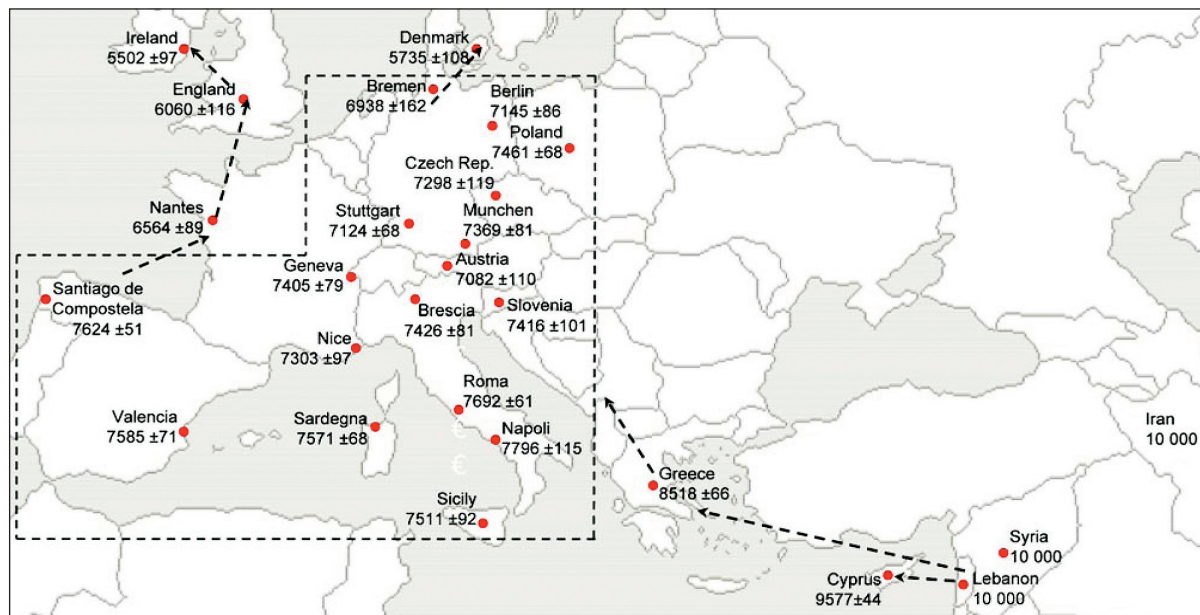 Ireland
5502 ±97
England
6060 ±116
Denmark
5735 ±108
Bremen
6938 ±162
Berlin
7145 ±86
Poland
7461 ±68
Czech Rep.
7298 ±119
Nantes
6564 ±89
Stuttgart
7124 ±68
Munchen
7369 ±81
Geneva
7405 ±79
Austria
7082 ±110
Santiago de
Compostela
7624 ±51
Brescia
7426 ±81
Slovenia
7416 ±101
Nice
7303 ±97
Roma
7692 ±61
Valencia
7585 ±71
Sardegna
7571 ±68
€
Napoli
7796 ±115
€
Iran
10 000
Greece
8518 ±66
Sicily
7511 ±92
Syria
10 000
Cyprus
9577±44
Lebanon
10 000